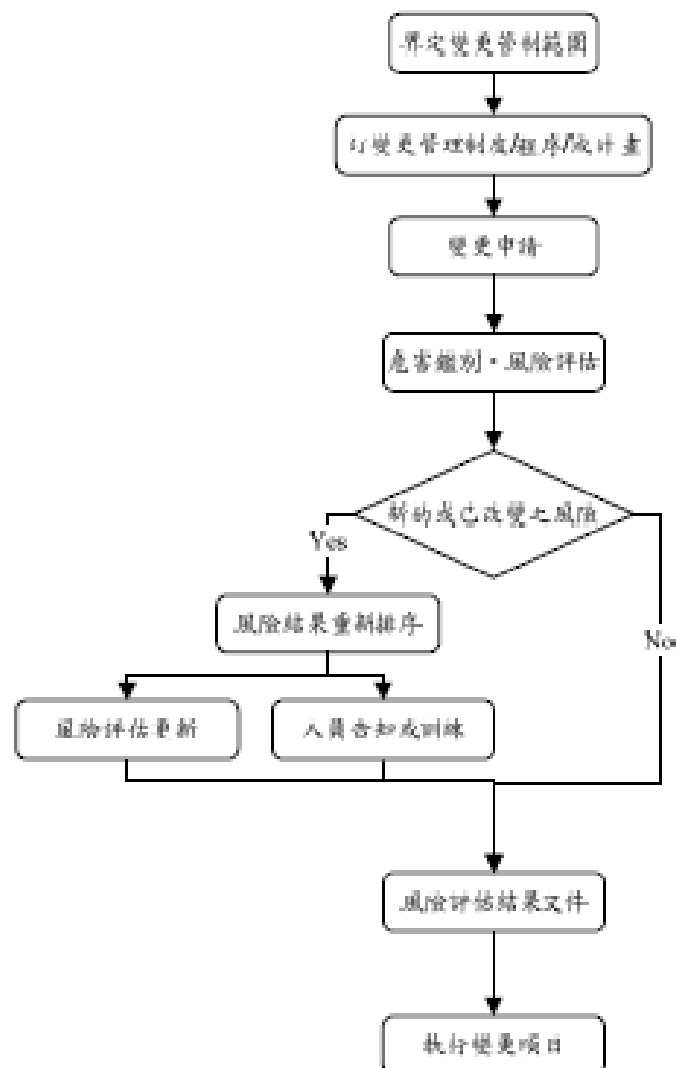 界定變更管制範圍
訂變更管理制度/程序/或計畫
變更申請
危害鑑別、風險評估
新的或已改變之風險
Yes
風險結果重新排序
No
風險評估更新
人員告知或訓練
風險評估結果文件
執行變更項目